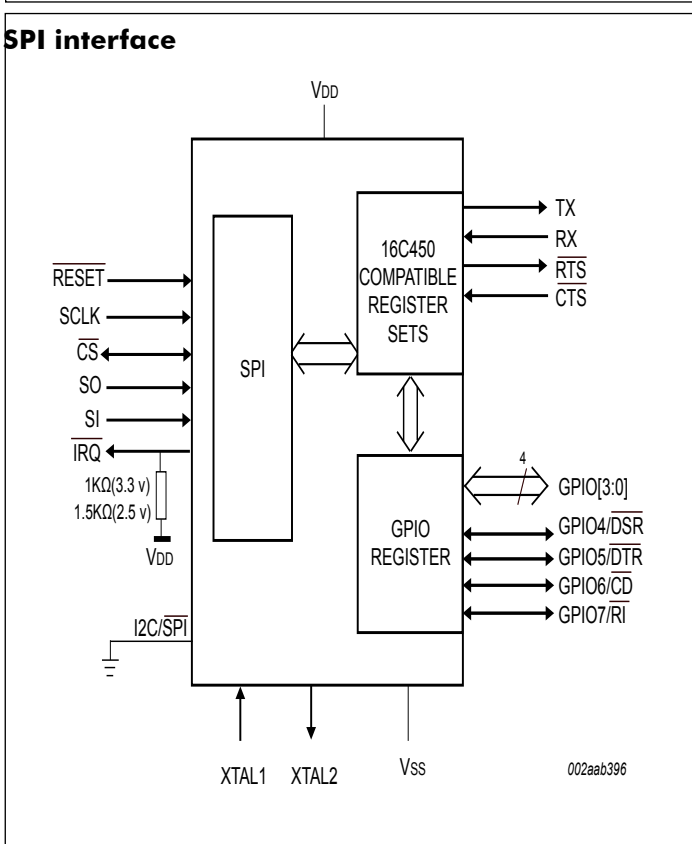 SPI interface
VDD
RESET
SCLK
CS
SO
SI
IRQ
1KΩ(3.3 v)
1.5KΩ(2.5 v)
VDD
I2C/SPI
SPI
16C450
COMPATIBLE
REGISTER
SETS
TX
RX
RTS
CTS
GPIO
REGISTER
4
GPIO[3:0]
GPIO4/DSR
GPIO5/DTR
GPIO6/CD
GPIO7/RI
XTAL1
XTAL2
VSS
002aab396